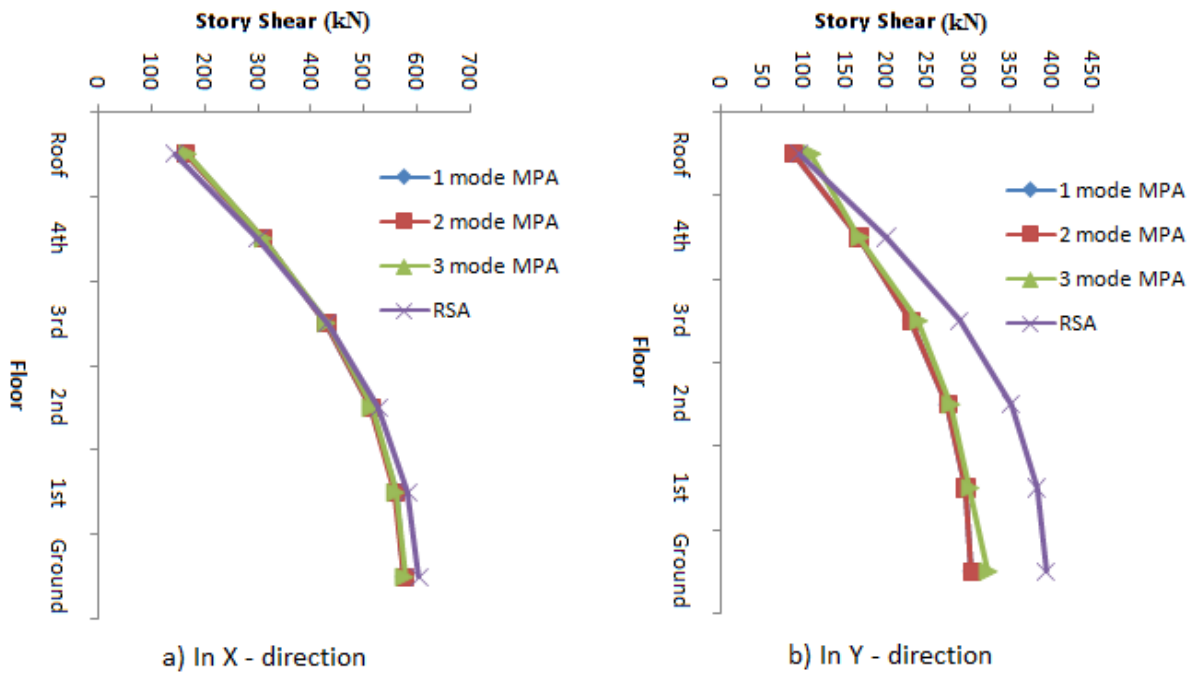 Story Shear (kN)
0 100 200 300 400 500 600 700
Roof
4th
3rd
2nd
1st
Ground
Floor
1 mode MPA
2 mode MPA
3 mode MPA
RSA
a) In X - direction
Story Shear (kN)
0 50 100 150 200 250 300 350 400 450
Roof
4th
3rd
2nd
1st
Ground
Floor
1 mode MPA
2 mode MPA
3 mode MPA
RSA
b) In Y - direction